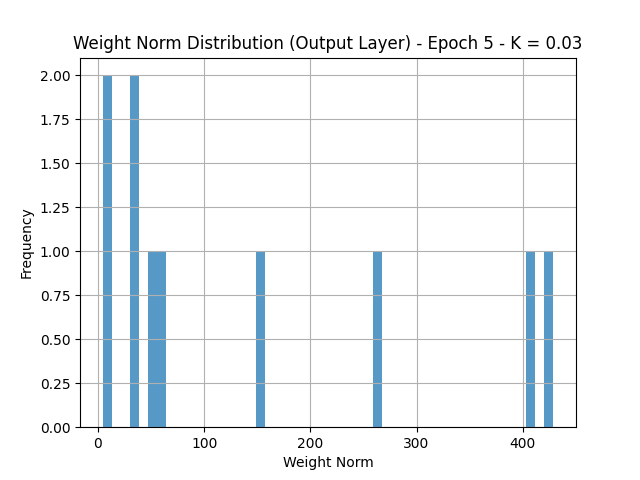 Weight Norm Distribution (Output Layer) - Epoch 5 - K = 0.03
2.00
1.75
1.50
1.25
1.00
0.75
0.50
0.25
0.00
Frequency
0 100 200 300 400
Weight Norm